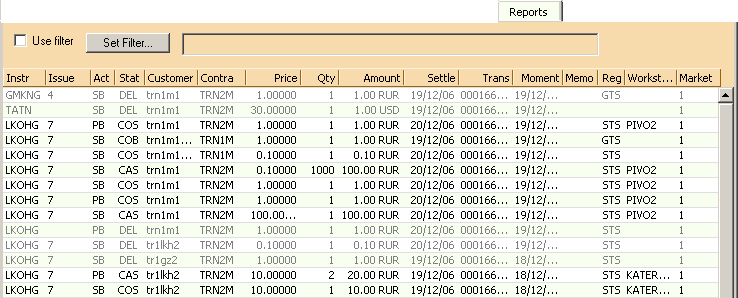 Reports
Use filter Set Filter...
Instr Issue Act Stat Customer Contra Price Qty Amount Settle Trans Moment Memo Reg Workst... Market
GMKNG 4 SB DEL trn1m1 TRN2M 1.00000 1 1.00 RUR 19/12/06 000166... 19/12/... GTS 1
TATN SB DEL trn1m1 TRN2M 30.00000 1 1.00 USD 19/12/06 000166... 19/12/... 1
LKOHG 7 PB COS trn1m1 TRN2M 1.00000 1 1.00 RUR 20/12/06 000166... 19/12/... STS PIVO2 1
LKOHG 7 SB COB trn1m1... TRN1M 1.00000 1 1.00 RUR 19/12/06 000166... 19/12/... GTS 1
LKOHG 7 SB COS trn1m1... TRN1M 0.10000 1 0.10 RUR 19/12/06 000166... 19/12/... STS 1
LKOHG 7 SB CAS trn1m1 TRN2M 0.10000 1000 100.00 RUR 20/12/06 000166... 19/12/... STS PIVO2 1
LKOHG 7 SB COS trn1m1 TRN2M 1.00000 1 1.00 RUR 20/12/06 000166... 19/12/... STS PIVO2 1
LKOHG 7 SB COS trn1m1 TRN2M 1.00000 1 1.00 RUR 20/12/06 000166... 19/12/... STS PIVO2 1
LKOHG 7 SB CAS trn1m1 TRN2M 100.00... 1 100.00 RUR 20/12/06 000166... 19/12/... STS PIVO2 1
LKOHG PB DEL trn1m1 TRN2M 1.00000 1 1.00 RUR 20/12/06 000166... 19/12/... STS 1
LKOHG 7 SB DEL tr1lkh2 TRN2M 0.10000 1 0.10 RUR 19/12/06 000166... 19/12/... STS 1
LKOHG 7 SB DEL tr1gz2 TRN2M 1.00000 1 1.00 RUR 19/12/06 000166... 18/12/... STS 1
LKOHG 7 PB CAS tr1lkh2 TRN2M 10.00000 2 20.00 RUR 19/12/06 000166... 18/12/... STS KATER... 1
LKOHG 7 SB COS tr1lkh2 TRN2M 10.00000 1 10.00 RUR 19/12/06 000166... 18/12/... STS KATER... 1